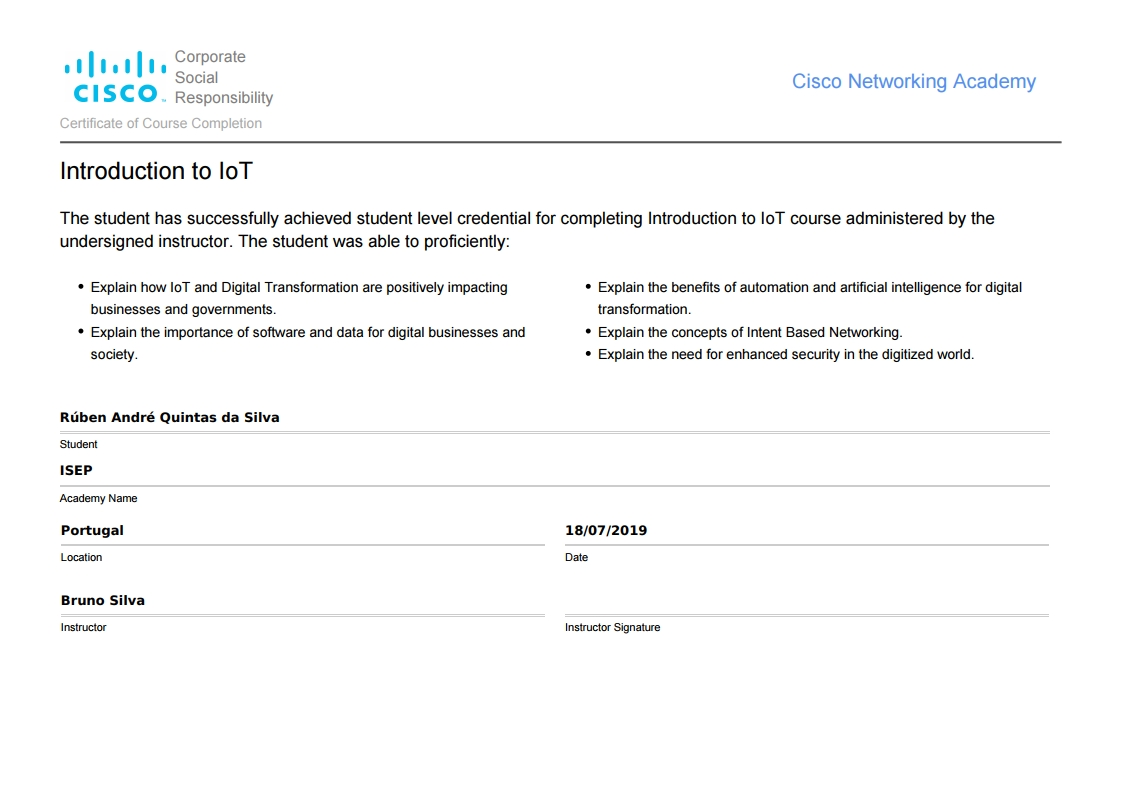 Corporate
Social
CISCO™ Responsibility
Cisco Networking Academy
Certificate of Course Completion
Introduction to IoT
The student has successfully achieved student level credential for completing Introduction to IoT course administered by the
undersigned instructor. The student was able to proficiently:
• Explain how IoT and Digital Transformation are positively impacting
businesses and governments.
• Explain the importance of software and data for digital businesses and
society.
• Explain the benefits of automation and artificial intelligence for digital
transformation.
• Explain the concepts of Intent Based Networking.
• Explain the need for enhanced security in the digitized world.
Rúben André Quintas da Silva
Student
ISEP
Academy Name
Portugal
Location
18/07/2019
Date
Bruno Silva
Instructor
Instructor Signature